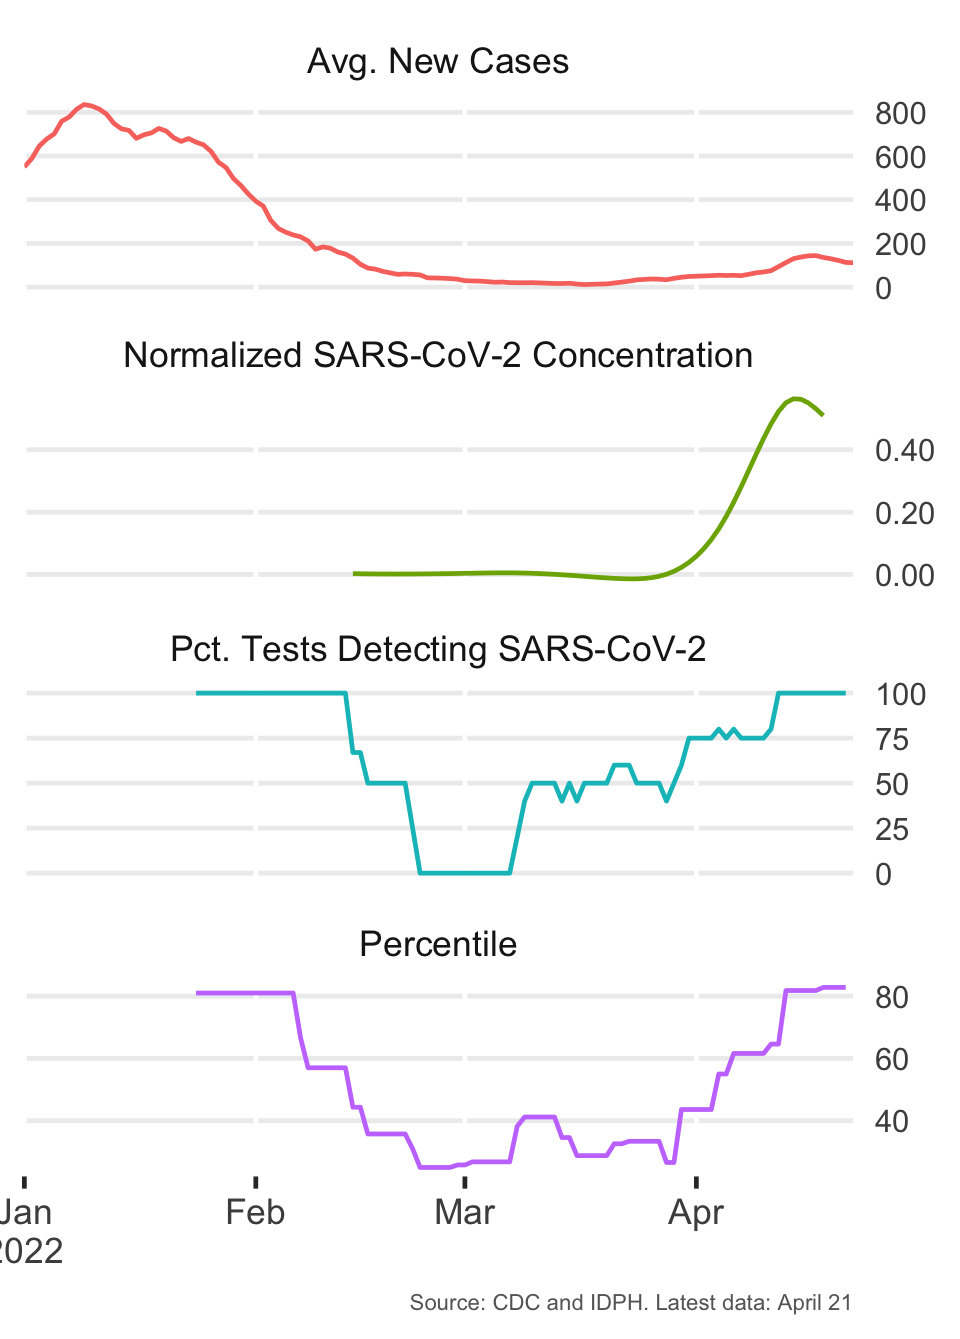 Avg. New Cases
800
600
400
200
0
Normalized SARS-CoV-2 Concentration
0.40
0.20
0.00
Pct. Tests Detecting SARS-CoV-2
100
75
50
25
0
Percentile
80
60
40
Jan Feb Mar Apr
2022
Source: CDC and IDPH. Latest data: April 21